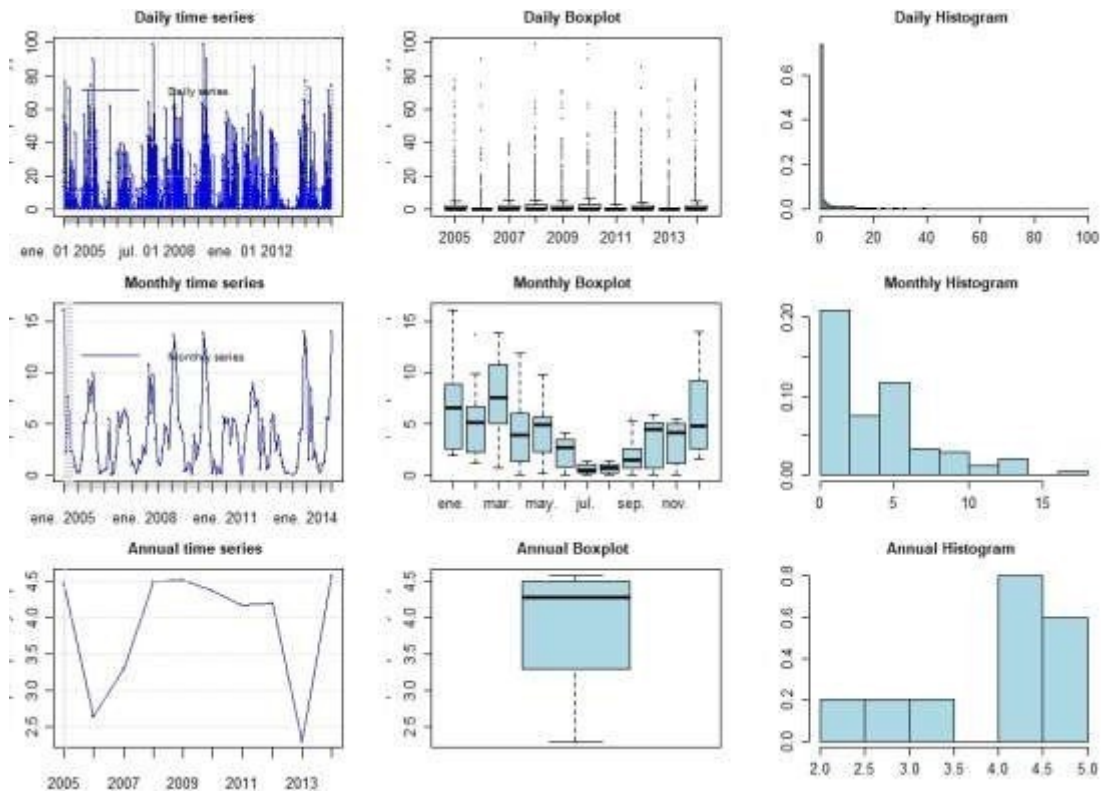 Daily time series
Daily Boxplot
Daily Histogram
0 20 40 60 80 100
Daily series
ene. 01 2005 jul. 01 2008 ene. 01 2012
0 20 40 60 80 100
2005 2007 2009 2011 2013
0.0 0.2 0.4 0.6
0 20 40 60 80 100
Monthly time series
Monthly Boxplot
Monthly Histogram
0 5 10 15
Monthly series
ene. 2005 ene. 2008 ene. 2011 ene. 2014
0 5 10 15
ene. mar. may. jul. sep. nov.
0.00 0.10 0.20
0 5 10 15
Annual time series
Annual Boxplot
Annual Histogram
2.5 3.0 3.5 4.0 4.5
2005 2007 2009 2013
2.5 3.0 3.5 4.0 4.5
0.0 0.2 0.4 0.6 0.8
2.0 2.5 3.0 3.5 4.0 4.5 5.0